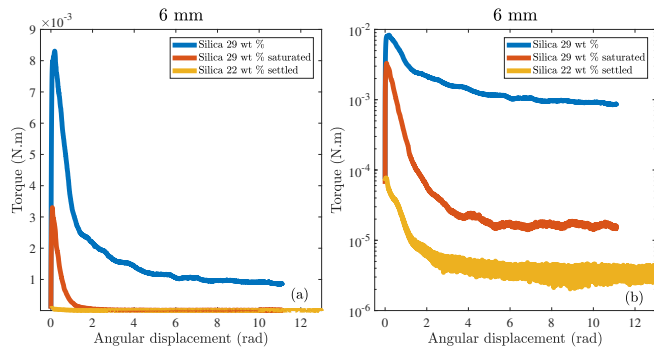 6 mm
×10⁻³
9
8
7
6
5
4
3
2
1
0 2 4 6 8 10 12
Torque (N.m)
Angular displacement (rad)
Silica 29 wt %
Silica 29 wt % saturated
Silica 22 wt % settled
(a)
6 mm
10⁻²
10⁻³
10⁻⁴
10⁻⁵
10⁻⁶
0 2 4 6 8 10 12
Torque (N.m)
Angular displacement (rad)
Silica 29 wt %
Silica 29 wt % saturated
Silica 22 wt % settled
(b)